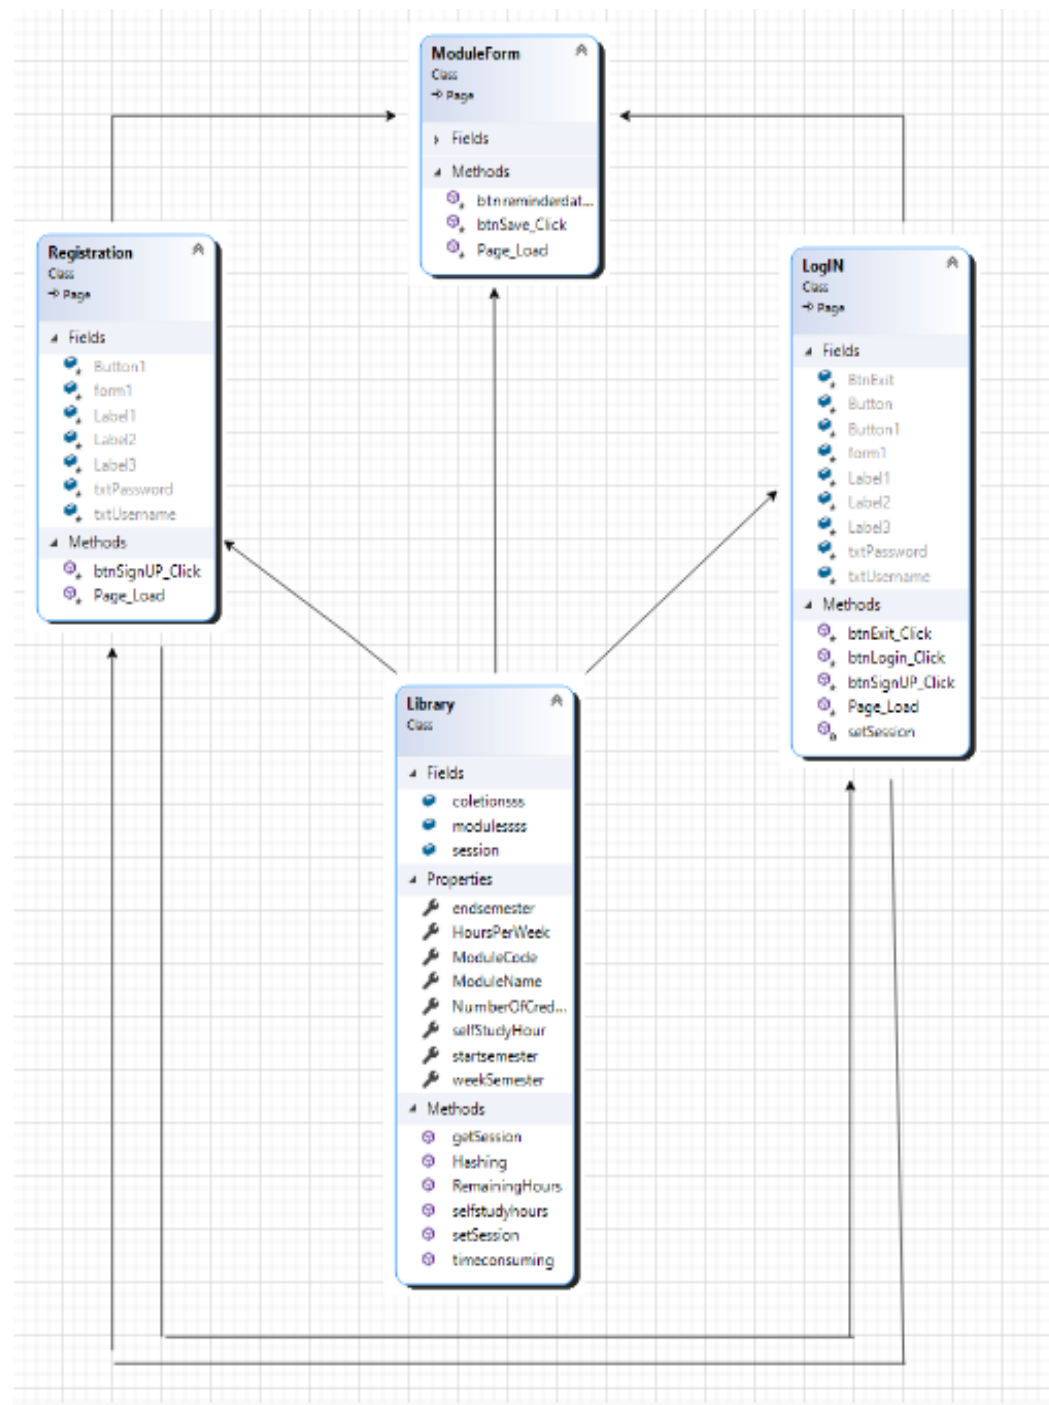 ModuleForm
Class
Page
Fields
Methods
btnreminderdat...
btnSave_Click
Page_Load
Registration
Class
Page
Fields
Button1
form1
Label1
Label2
Label3
txtPassword
txtUsername
Methods
btnSignUP_Click
Page_Load
LogIN
Class
Page
Fields
BtnExit
Button
Button1
form1
Label1
Label2
Label3
txtPassword
txtUsername
Methods
btnExit_Click
btnLogin_Click
btnSignUP_Click
Page_Load
setSession
Library
Class
Fields
coletionsss
modulessss
session
Properties
endsemester
HoursPerWeek
ModuleCode
ModuleName
NumberOfCred...
selfStudyHour
startsemester
weekSemester
Methods
getSession
Hashing
RemainingHours
selfstudyhours
setSession
timeconsuming